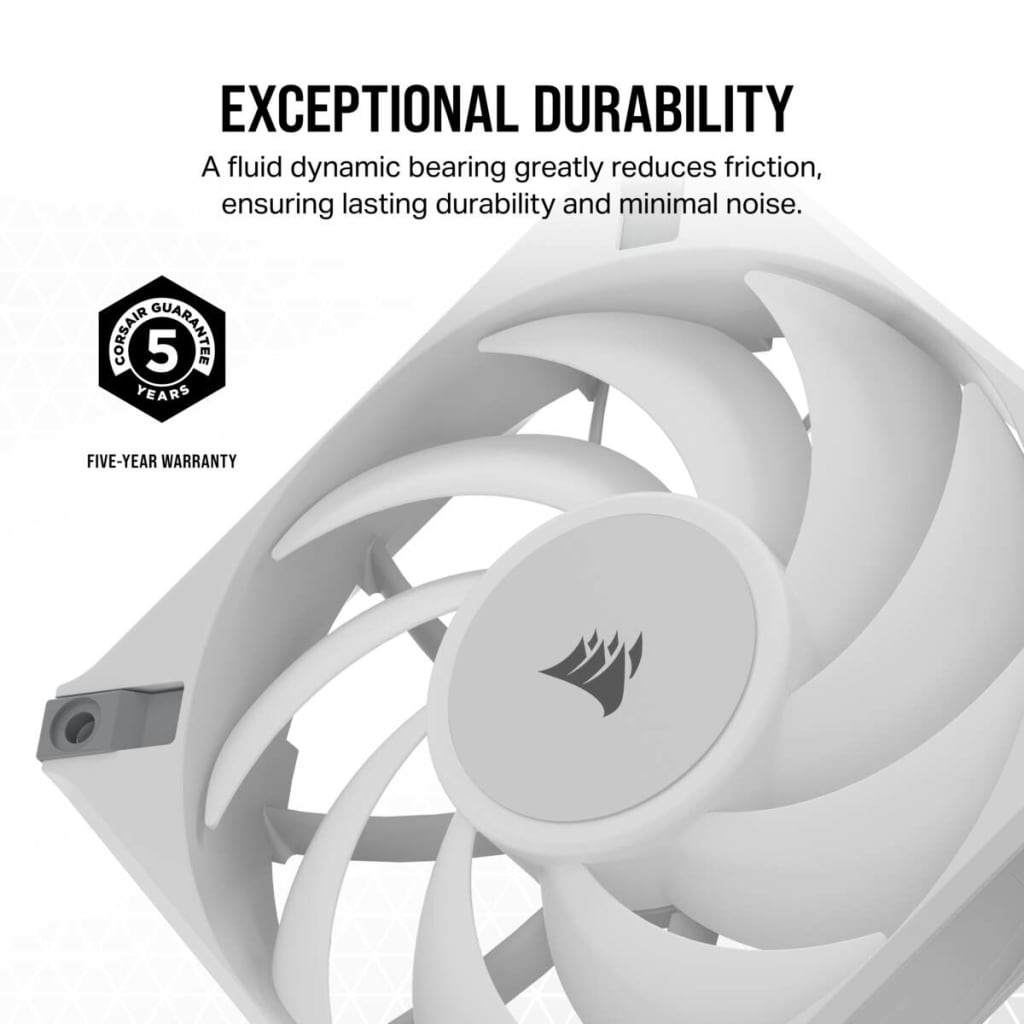 EXCEPTIONAL DURABILITY
A fluid dynamic bearing greatly reduces friction,
ensuring lasting durability and minimal noise.
CORSAIR GUARANTEE
5
YEARS
FIVE-YEAR WARRANTY